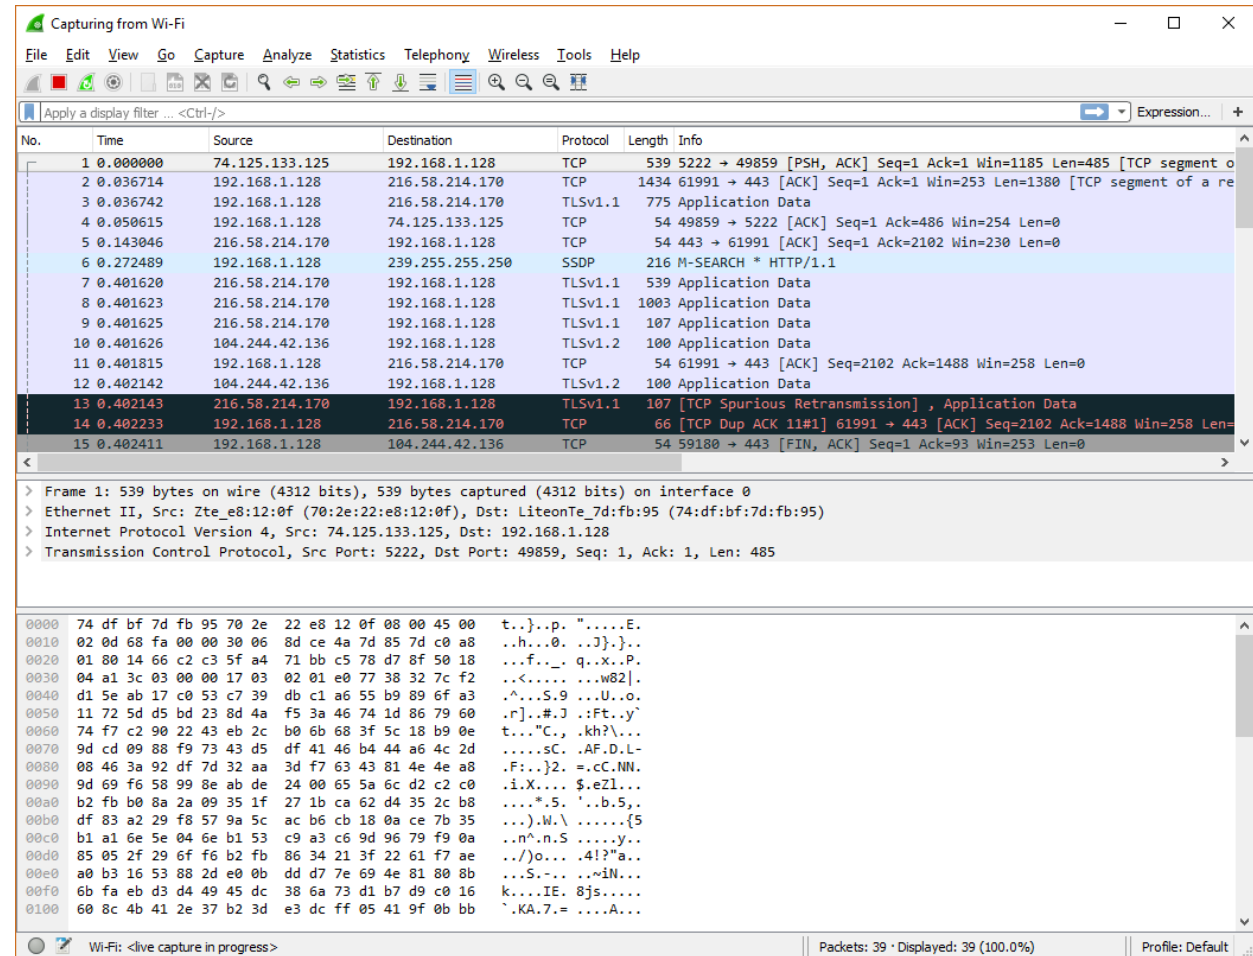 Capturing from Wi-Fi
File Edit View Go Capture Analyze Statistics Telephony Wireless Tools Help
Apply a display filter ... <Ctrl-/> Expression... +
No. Time Source Destination Protocol Length Info
1 0.000000 74.125.133.125 192.168.1.128 TCP 539 5222 → 49859 [PSH, ACK] Seq=1 Ack=1 Win=1185 Len=485 [TCP segment o
2 0.036714 192.168.1.128 216.58.214.170 TCP 1434 61991 → 443 [ACK] Seq=1 Ack=1 Win=253 Len=1380 [TCP segment of a re
3 0.036742 192.168.1.128 216.58.214.170 TLSv1.1 775 Application Data
4 0.050615 192.168.1.128 74.125.133.125 TCP 54 49859 → 5222 [ACK] Seq=1 Ack=486 Win=254 Len=0
5 0.143046 216.58.214.170 192.168.1.128 TCP 54 443 → 61991 [ACK] Seq=1 Ack=2102 Win=230 Len=0
6 0.272489 192.168.1.128 239.255.255.250 SSDP 216 M-SEARCH * HTTP/1.1
7 0.401620 216.58.214.170 192.168.1.128 TLSv1.1 539 Application Data
8 0.401623 216.58.214.170 192.168.1.128 TLSv1.1 1003 Application Data
9 0.401625 216.58.214.170 192.168.1.128 TLSv1.1 107 Application Data
10 0.401626 104.244.42.136 192.168.1.128 TLSv1.2 100 Application Data
11 0.401815 192.168.1.128 216.58.214.170 TCP 54 61991 → 443 [ACK] Seq=2102 Ack=1488 Win=258 Len=0
12 0.402142 104.244.42.136 192.168.1.128 TLSv1.2 100 Application Data
13 0.402143 216.58.214.170 192.168.1.128 TLSv1.1 107 [TCP Spurious Retransmission] , Application Data
14 0.402233 192.168.1.128 216.58.214.170 TCP 66 [TCP Dup ACK 11#1] 61991 → 443 [ACK] Seq=2102 Ack=1488 Win=258 Len=
15 0.402411 192.168.1.128 104.244.42.136 TCP 54 59180 → 443 [FIN, ACK] Seq=1 Ack=93 Win=253 Len=0
> Frame 1: 539 bytes on wire (4312 bits), 539 bytes captured (4312 bits) on interface 0
> Ethernet II, Src: Zte_e8:12:0f (70:2e:22:e8:12:0f), Dst: LiteonTe_7d:fb:95 (74:df:bf:7d:fb:95)
> Internet Protocol Version 4, Src: 74.125.133.125, Dst: 192.168.1.128
> Transmission Control Protocol, Src Port: 5222, Dst Port: 49859, Seq: 1, Ack: 1, Len: 485
0000 74 df bf 7d fb 95 70 2e 22 e8 12 0f 08 00 45 00 t..}..p. ".....E.
0010 02 0d 68 fa 00 00 30 06 8d ce 4a 7d 85 7d c0 a8 ..h...0. ..J}.}..
0020 01 80 14 66 c2 c3 5f a4 71 bb c5 78 d7 8f 50 18 ...f.._. q..x..P.
0030 04 a1 3c 03 00 00 17 03 02 01 e0 77 38 32 7c f2 ..<..... ...w82|.
0040 d1 5e ab 17 c0 53 c7 39 db c1 a6 55 b9 89 6f a3 .^...S.9 ...U..o.
0050 11 72 5d d5 bd 23 8d 4a f5 3a 46 74 1d 86 79 60 .r]..#.J .:Ft..y`
0060 74 f7 c2 90 22 43 eb 2c b0 6b 68 3f 5c 18 b9 0e t..."C., .kh?\...
0070 9d cd 09 88 f9 73 43 d5 df 41 46 b4 44 a6 4c 2d .....sC. .AF.D.L-
0080 08 46 3a 92 df 7d 32 aa 3d f7 63 43 81 4e 4e a8 .F:..}2. =.cC.NN.
0090 9d 69 f6 58 99 8e ab de 24 00 65 5a 6c d2 c2 c0 .i.X.... $.eZl...
00a0 b2 fb b0 8a 2a 09 35 1f 27 1b ca 62 d4 35 2c b8 ....*.5. '..b.5,.
00b0 df 83 a2 29 f8 57 9a 5c ac b6 cb 18 0a ce 7b 35 ...).W.\ ......{5
00c0 b1 a1 6e 5e 04 6e b1 53 c9 a3 c6 9d 96 79 f9 0a ..n^.n.S .....y..
00d0 85 05 2f 29 6f f6 b2 fb 86 34 21 3f 22 61 f7 ae ../)o... .4!?"a..
00e0 a0 b3 16 53 88 2d e0 0b dd d7 7e 69 4e 81 80 8b ...S.-.. ..~iN...
00f0 6b fa eb d3 d4 49 45 dc 38 6a 73 d1 b7 d9 c0 16 k....IE. 8js.....
0100 60 8c 4b 41 2e 37 b2 3d e3 dc ff 05 41 9f 0b bb `.KA.7.= ....A...
Wi-Fi: <live capture in progress> Packets: 39 · Displayed: 39 (100.0%) Profile: Default